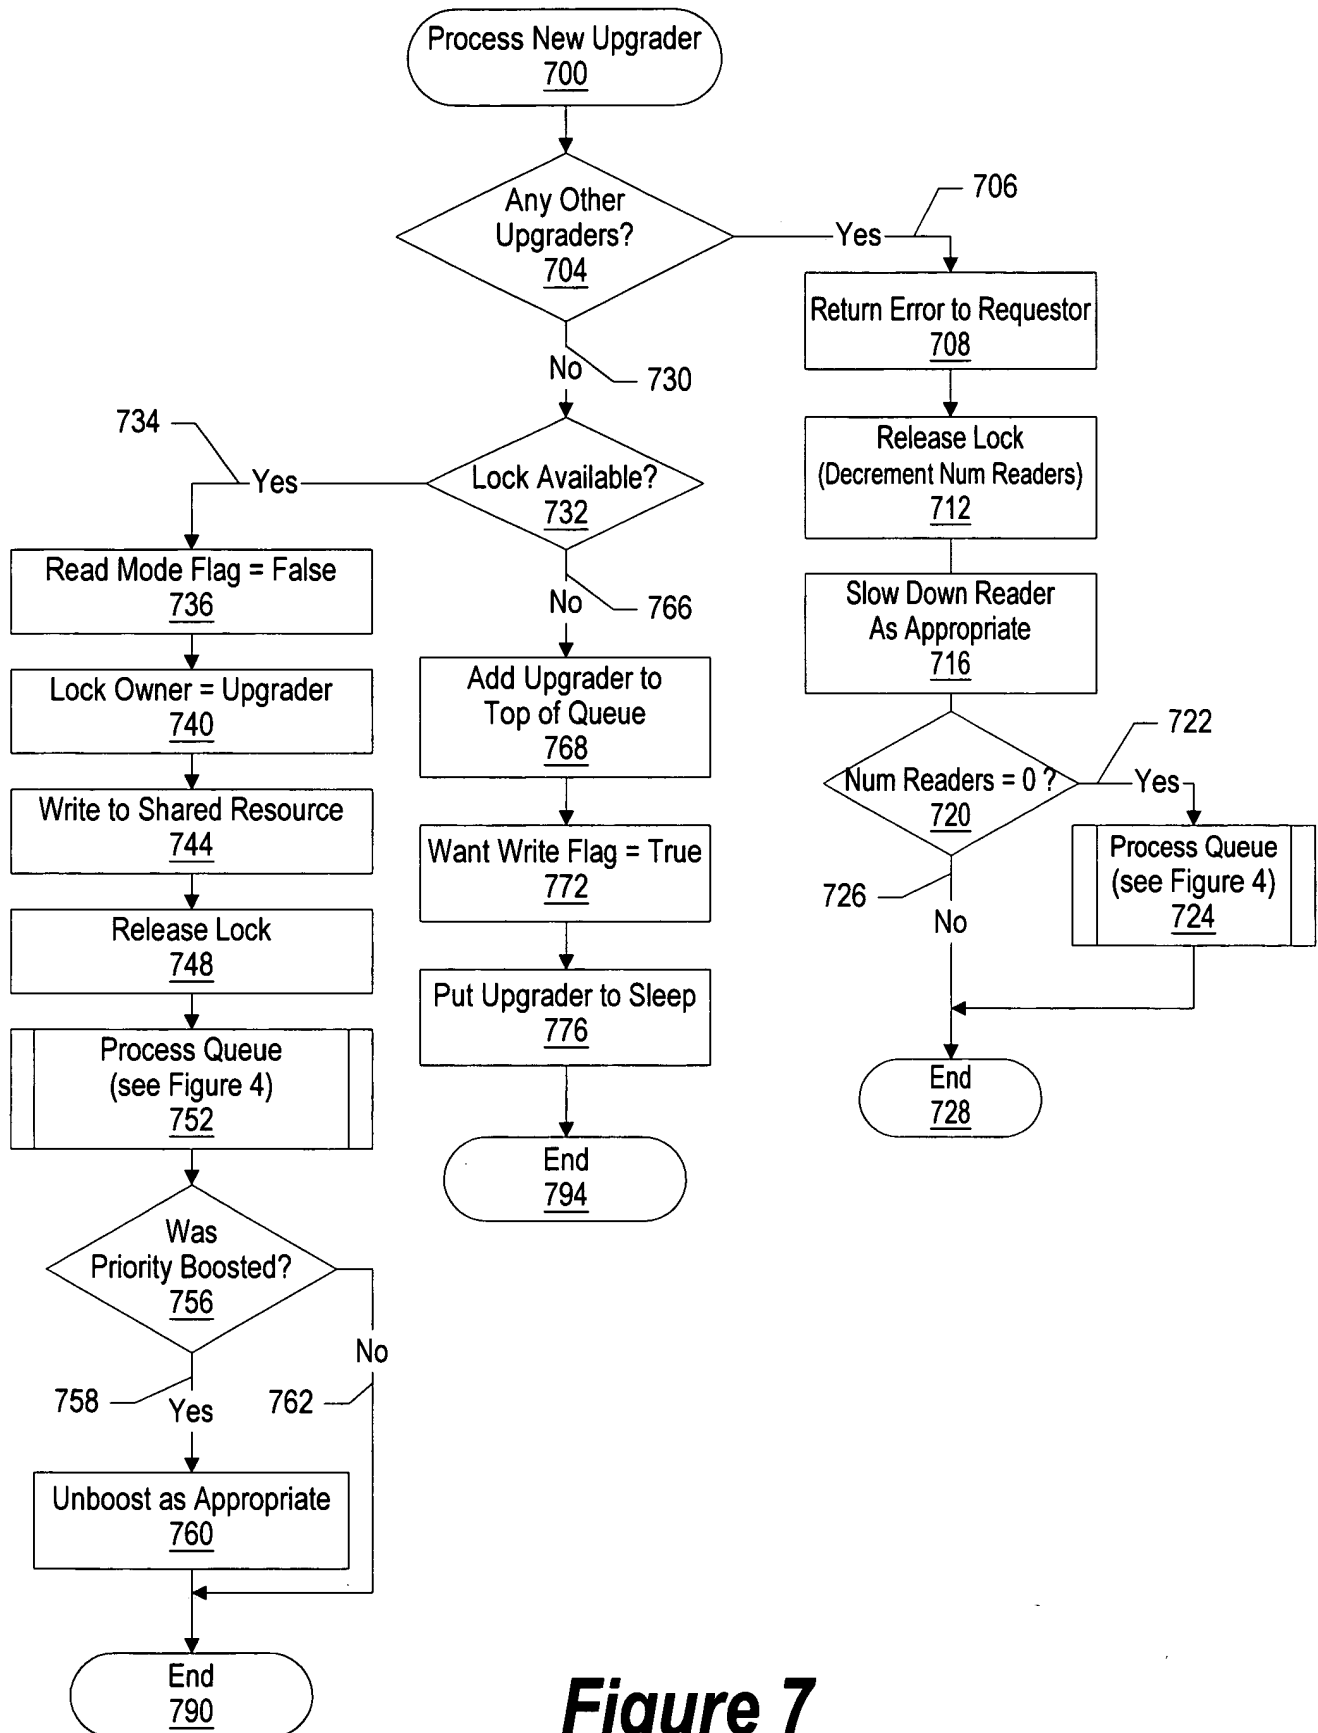 Process New Upgrader
700
Any Other
Upgraders?
704
Yes
706
Return Error to Requestor
708
No
730
Release Lock
(Decrement Num Readers)
712
734
Yes
Lock Available?
732
Read Mode Flag = False
736
No
766
Slow Down Reader
As Appropriate
716
Lock Owner = Upgrader
740
Add Upgrader to
Top of Queue
768
722
Num Readers = 0 ?
720
Yes
Write to Shared Resource
744
Want Write Flag = True
772
Process Queue
(see Figure 4)
724
726
No
Release Lock
748
Put Upgrader to Sleep
776
Process Queue
(see Figure 4)
752
End
728
End
794
Was
Priority Boosted?
756
No
758
Yes
762
Unboost as Appropriate
760
End
790
Figure 7